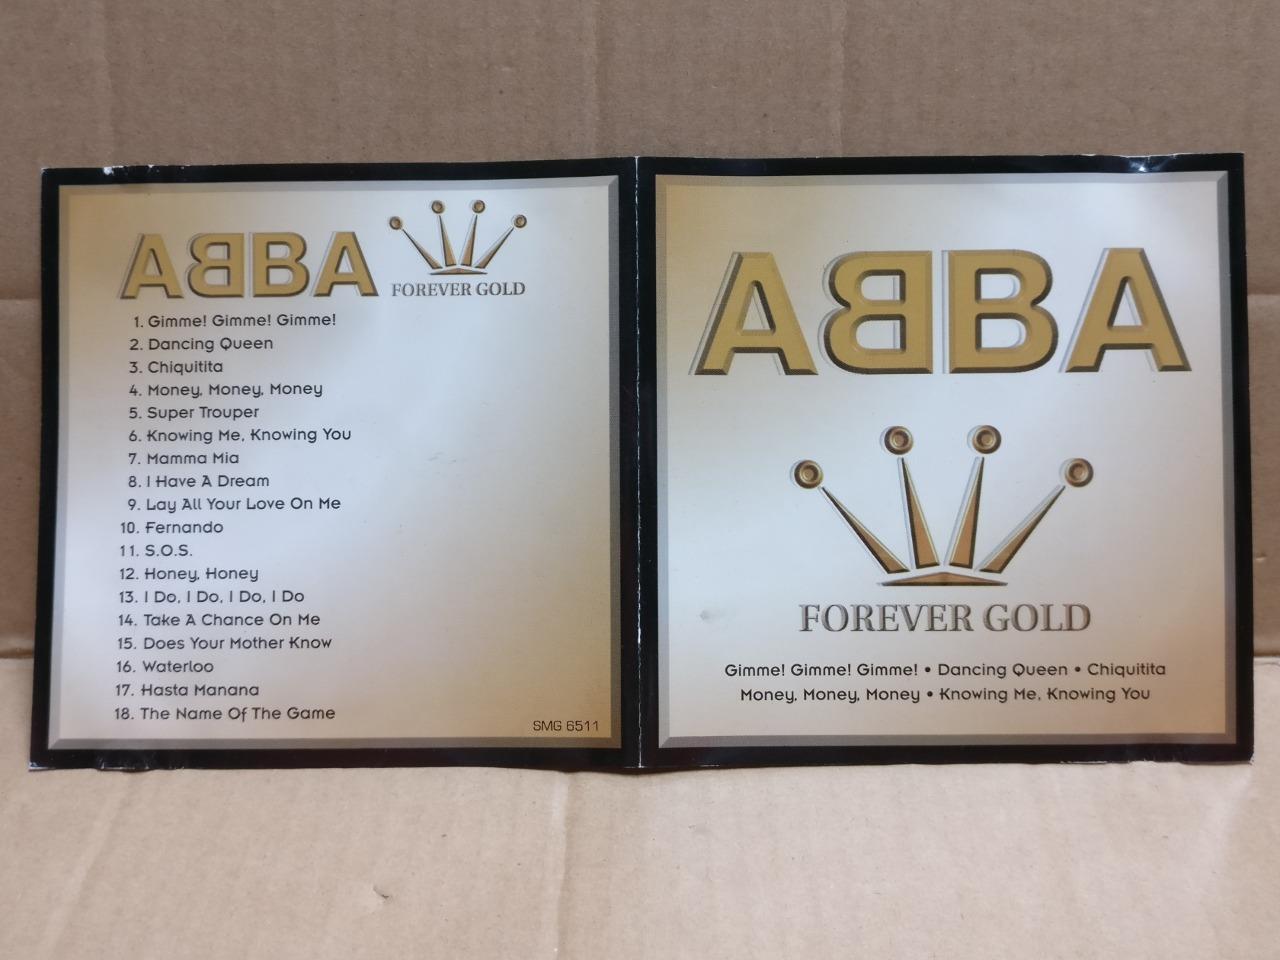 ABBA
FOREVER GOLD
1. Gimme! Gimme! Gimme!
2. Dancing Queen
3. Chiquitita
4. Money, Money, Money
5. Super Trouper
6. Knowing Me, Knowing You
7. Mamma Mia
8. I Have A Dream
9. Lay All Your Love On Me
10. Fernando
11. S.O.S.
12. Honey, Honey
13. I Do, I Do, I Do, I Do
14. Take A Chance On Me
15. Does Your Mother Know
16. Waterloo
17. Hasta Manana
18. The Name Of The Game
SMG 6511
ABBA
FOREVER GOLD
Gimme! Gimme! Gimme! • Dancing Queen • Chiquitita
Money, Money, Money • Knowing Me, Knowing You